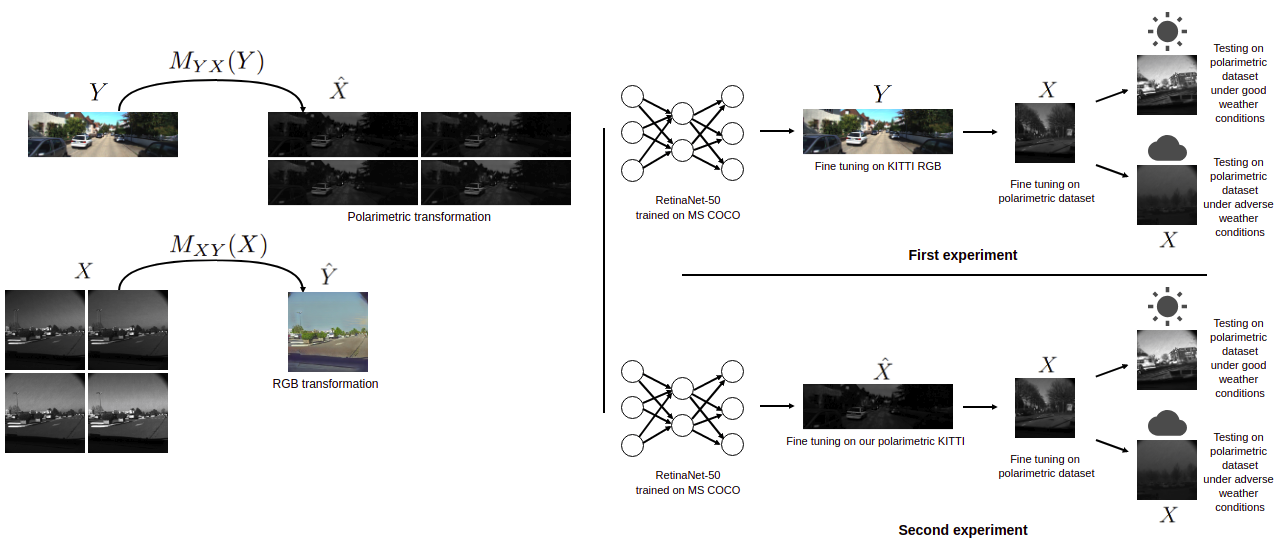 M_{YX}(Y)
Y
\hat{X}
Polarimetric transformation
M_{XY}(X)
X
\hat{Y}
RGB transformation
RetinaNet-50
trained on MS COCO
Y
Fine tuning on KITTI RGB
X
Fine tuning on
polarimetric dataset
Testing on
polarimetric
dataset
under good
weather
conditions
Testing on
polarimetric
dataset
under adverse
weather
conditions
X
First experiment
RetinaNet-50
trained on MS COCO
\hat{X}
Fine tuning on our polarimetric KITTI
X
Fine tuning on
polarimetric dataset
Testing on
polarimetric
dataset
under good
weather
conditions
Testing on
polarimetric
dataset
under adverse
weather
conditions
X
Second experiment